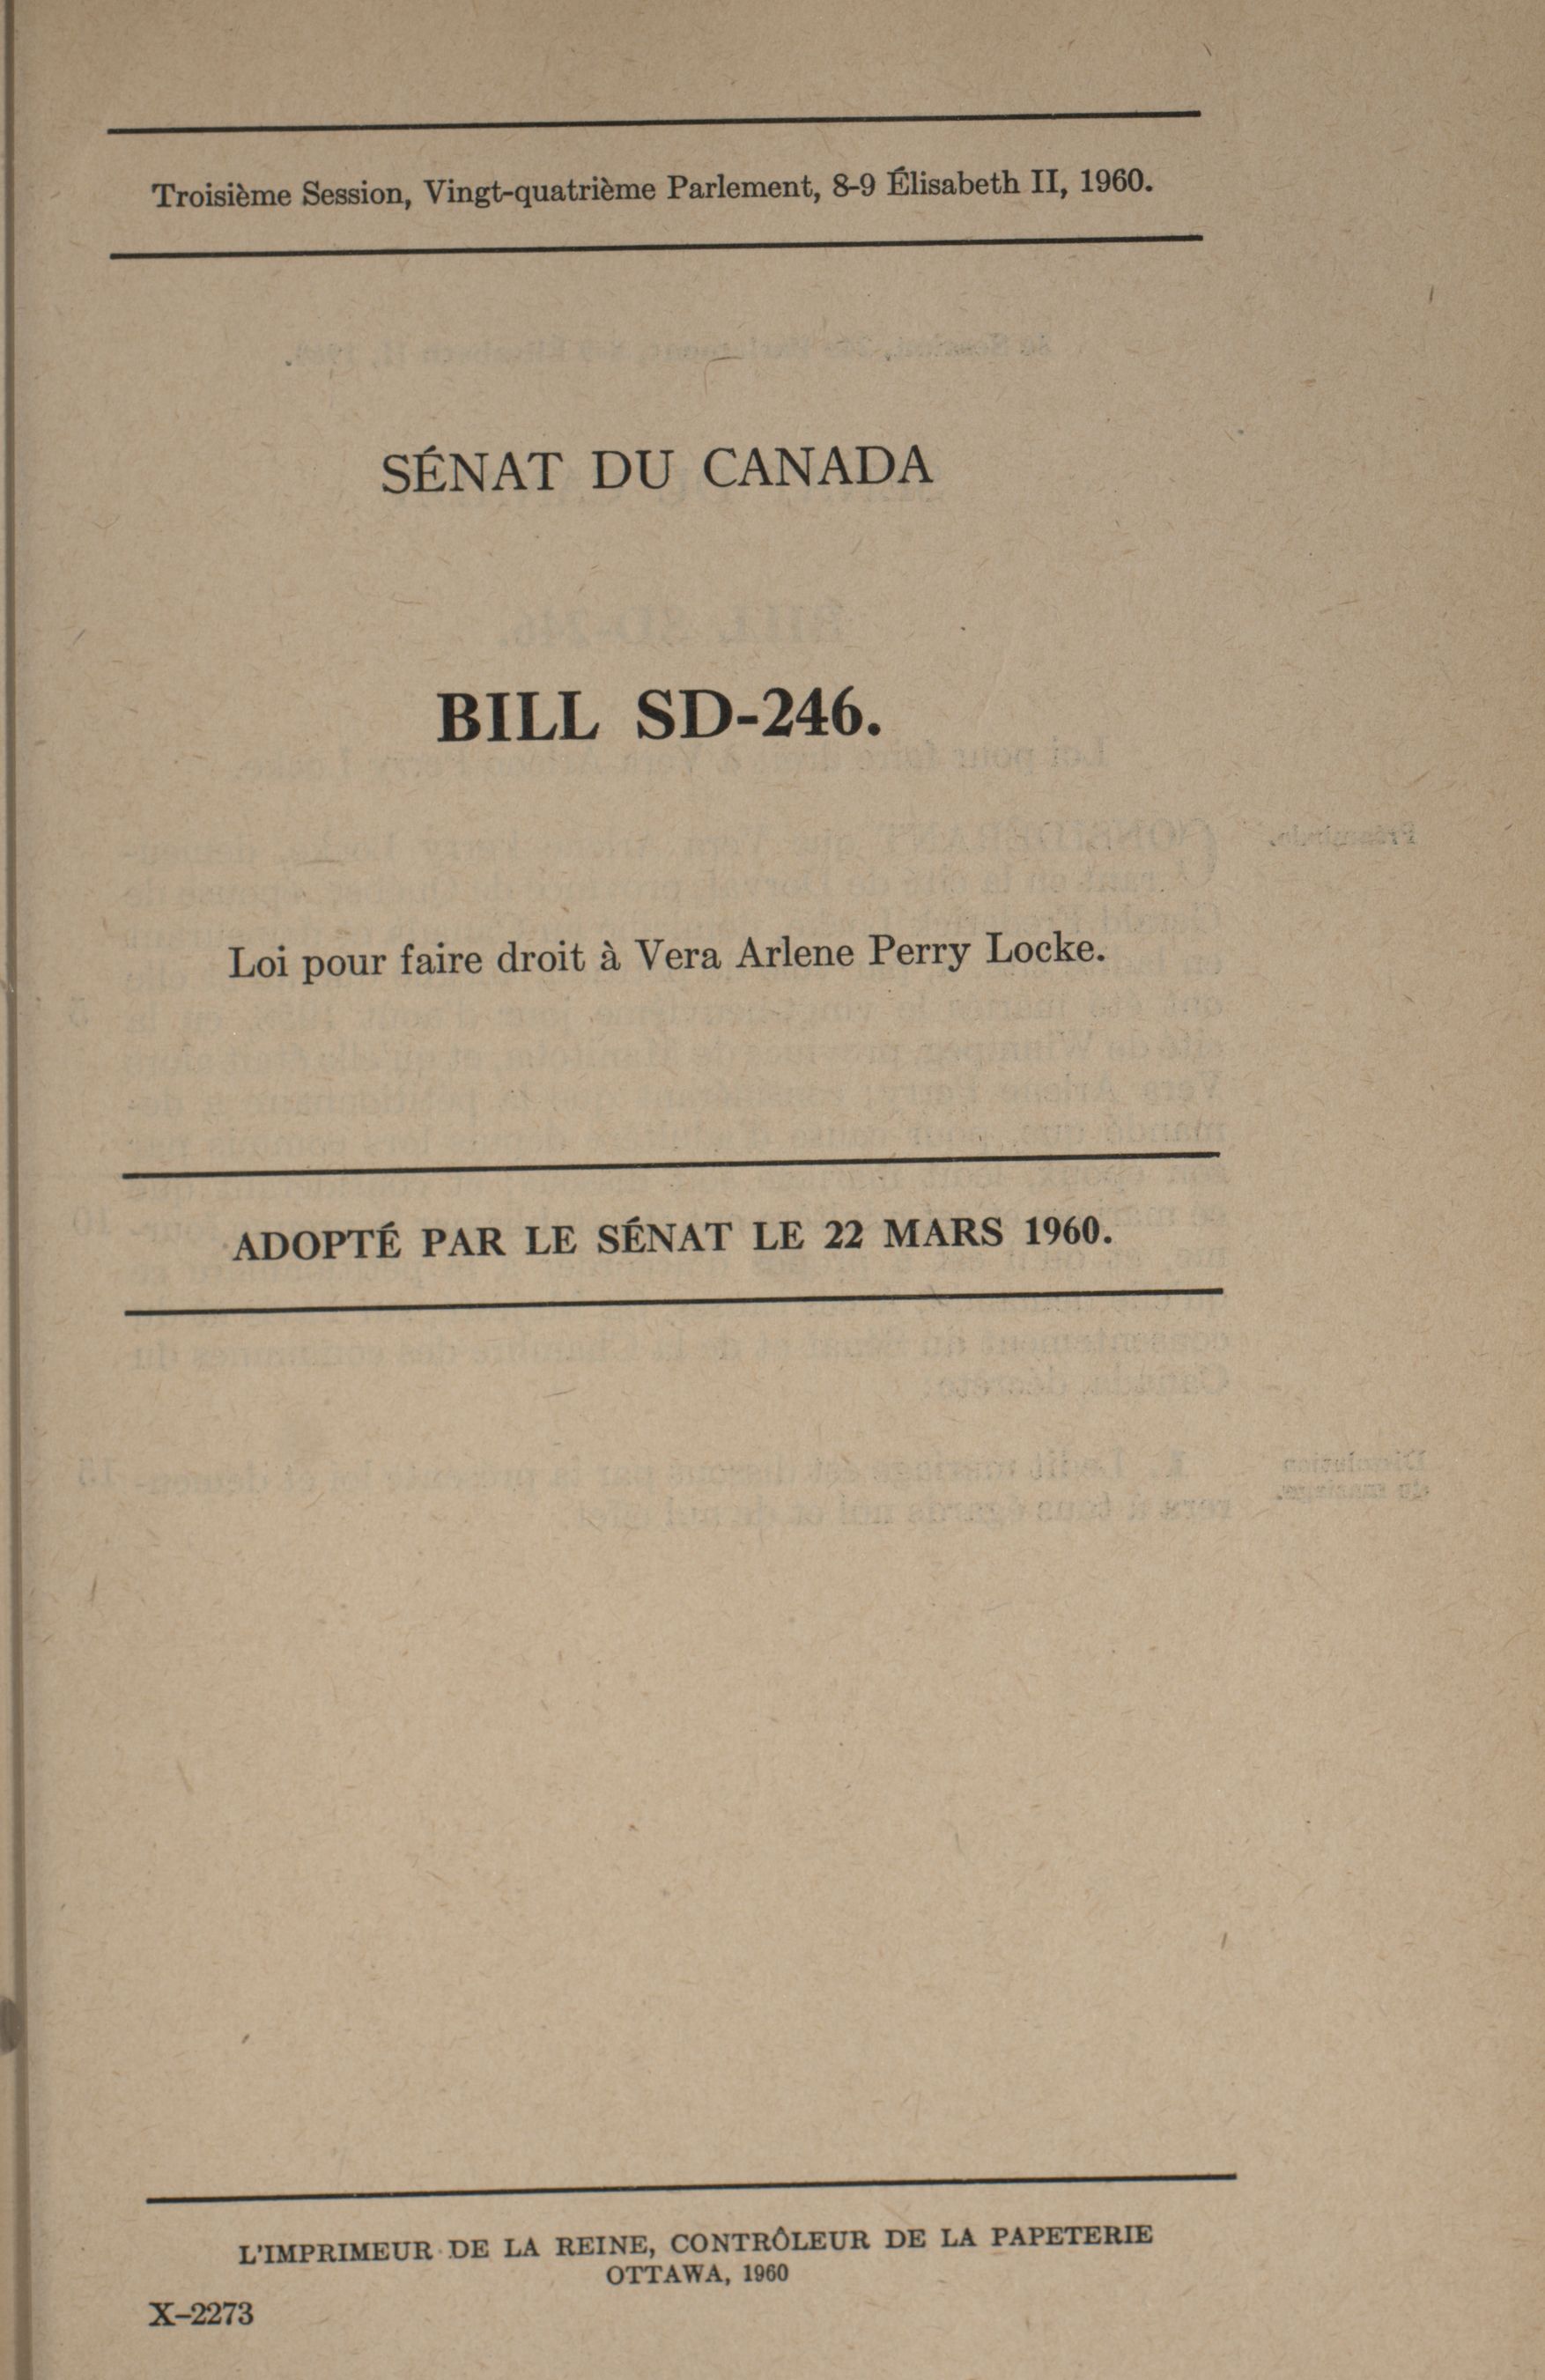 Troisième Session, Vingt-quatrième Parlement, 8-9 Élisabeth II, 1960.
SÉNAT DU CANADA
BILL SD-246.
Loi pour faire droit à Vera Arlene Perry Locke.
ADOPTÉ PAR LE SÉNAT LE 22 MARS 1960.
L'IMPRIMEUR DE LA REINE, CONTRÔLEUR DE LA PAPETERIE
OTTAWA, 1960
X–2273